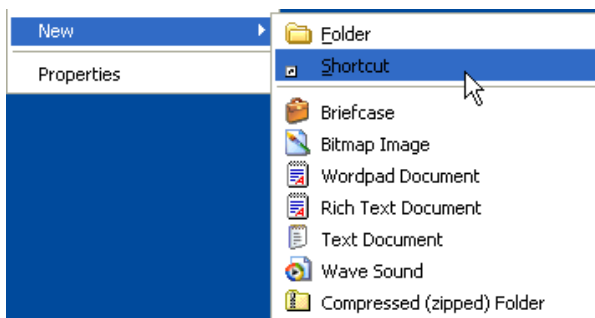 New
Properties
Folder
Shortcut
Briefcase
Bitmap Image
Wordpad Document
Rich Text Document
Text Document
Wave Sound
Compressed (zipped) Folder